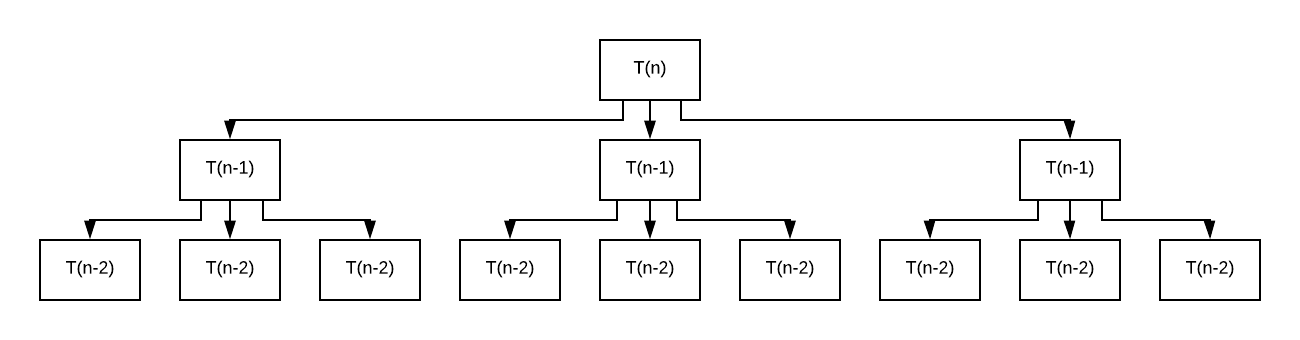 T(n)
T(n-1) T(n-1) T(n-1)
T(n-2) T(n-2) T(n-2) T(n-2) T(n-2) T(n-2) T(n-2) T(n-2) T(n-2)